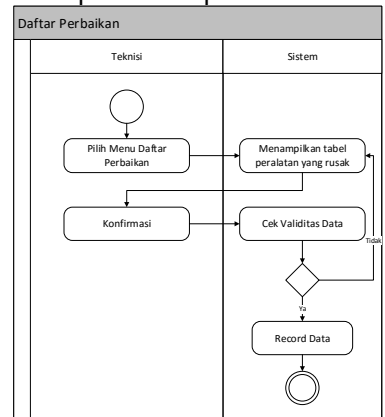 Daftar Perbaikan
Teknisi
Sistem
Pilih Menu Daftar
Perbaikan
Menampilkan tabel
peralatan yang rusak
Konfirmasi
Cek Validitas Data
Tidak
Ya
Record Data